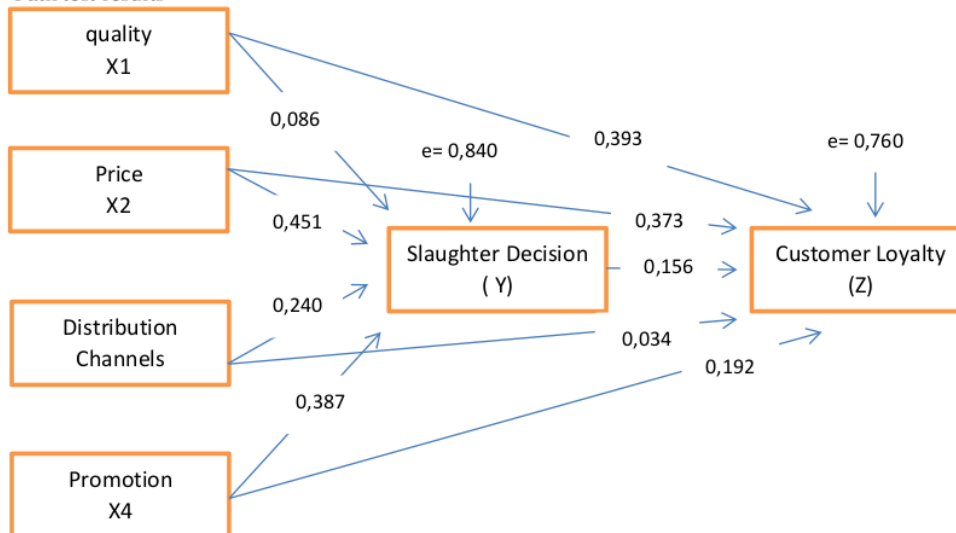 quality
X1
0,086
0,393
e= 0,840
e= 0,760
Price
X2
0,451
0,373
Slaughter Decision
( Y)
0,156
Customer Loyalty
(Z)
0,240
Distribution
Channels
0,034
0,192
0,387
Promotion
X4